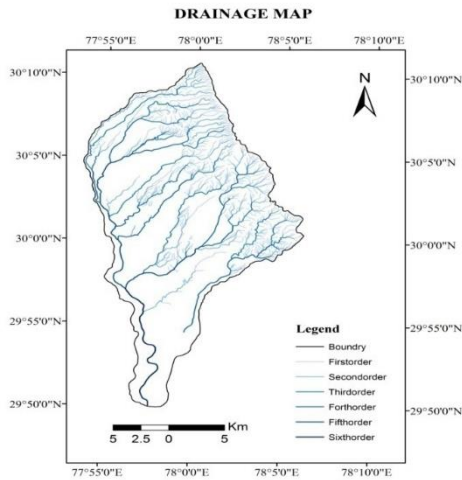 DRAINAGE MAP
77°55'0"E 78°0'0"E 78°5'0"E 78°10'0"E
30°10'0"N 30°10'0"N
N
30°5'0"N 30°5'0"N
30°0'0"N 30°0'0"N
29°55'0"N 29°55'0"N
Legend
Boundry
Firstorder
Secondorder
Thirdorder
Forthorder
Fifthorder
Sixthorder
29°50'0"N 29°50'0"N
Km
5 2.5 0 5
77°55'0"E 78°0'0"E 78°5'0"E 78°10'0"E